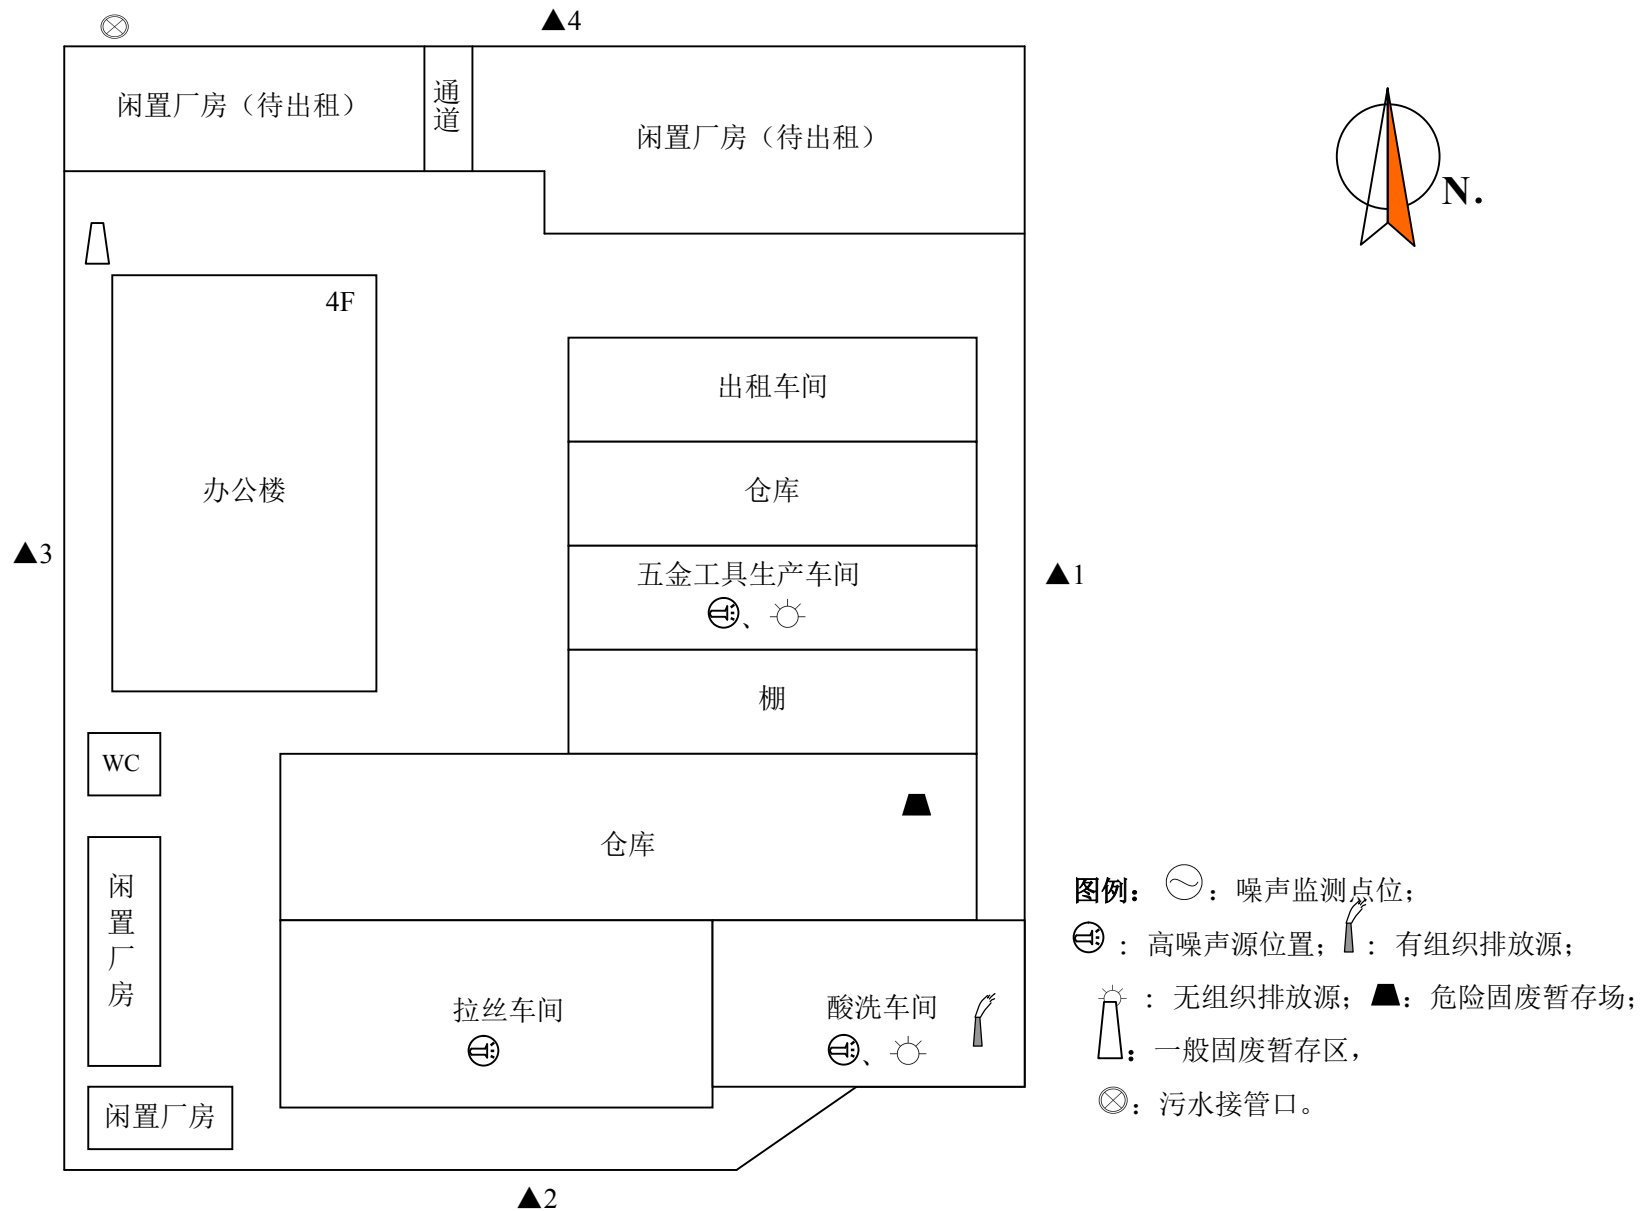 ▲4
闲置厂房（待出租）
通道
闲置厂房（待出租）
N.
4F
出租车间
办公楼
仓库
▲3
五金工具生产车间
、
▲1
棚
WC
仓库
闲置厂房
图例：：噪声监测点位；
：高噪声源位置；：有组织排放源；
：无组织排放源；：危险固废暂存场；
：一般固废暂存区，
：污水接管口。
拉丝车间
酸洗车间
、
闲置厂房
▲2